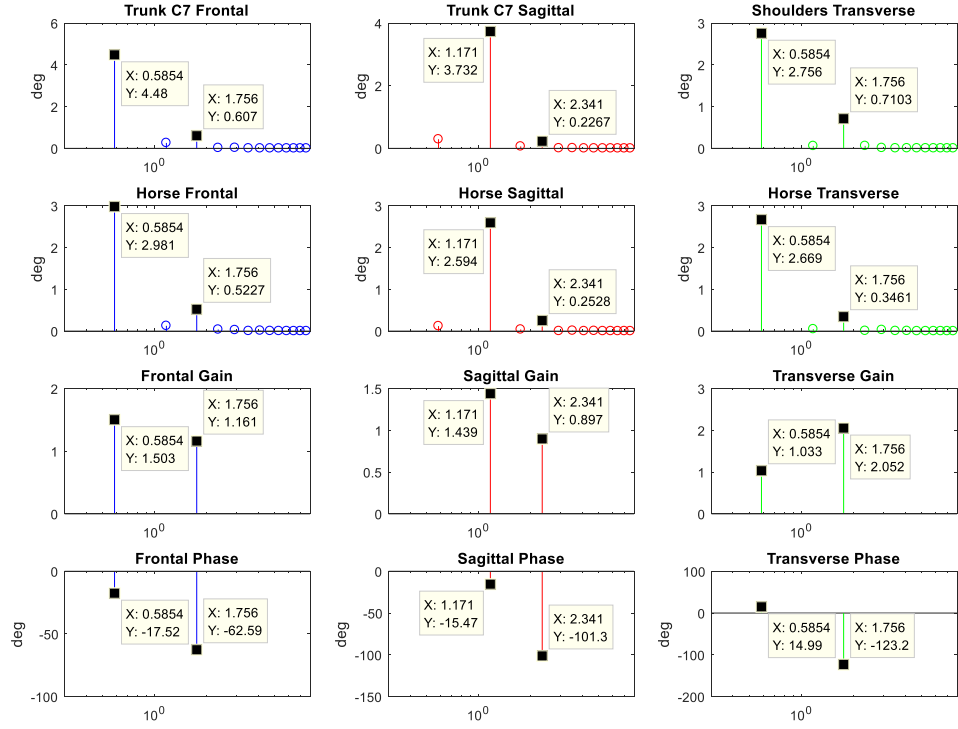 Trunk C7 Frontal
6
4
2
0
deg
X: 0.5854
Y: 4.48
X: 1.756
Y: 0.607
10^0
Trunk C7 Sagittal
4
2
0
deg
X: 1.171
Y: 3.732
X: 2.341
Y: 0.2267
10^0
Shoulders Transverse
3
2
1
0
deg
X: 0.5854
Y: 2.756
X: 1.756
Y: 0.7103
10^0
Horse Frontal
3
2
1
0
deg
X: 0.5854
Y: 2.981
X: 1.756
Y: 0.5227
10^0
Horse Sagittal
3
2
1
0
deg
X: 1.171
Y: 2.594
X: 2.341
Y: 0.2528
10^0
Horse Transverse
3
2
1
0
deg
X: 0.5854
Y: 2.669
X: 1.756
Y: 0.3461
10^0
Frontal Gain
2
1
0
X: 0.5854
Y: 1.503
X: 1.756
Y: 1.161
10^0
Sagittal Gain
1.5
1
0.5
0
X: 1.171
Y: 1.439
X: 2.341
Y: 0.897
10^0
Transverse Gain
3
2
1
0
X: 0.5854
Y: 1.033
X: 1.756
Y: 2.052
10^0
Frontal Phase
0
-50
-100
deg
X: 0.5854
Y: -17.52
X: 1.756
Y: -62.59
10^0
Sagittal Phase
0
-50
-100
-150
deg
X: 1.171
Y: -15.47
X: 2.341
Y: -101.3
10^0
Transverse Phase
100
0
-100
-200
deg
X: 0.5854
Y: 14.99
X: 1.756
Y: -123.2
10^0